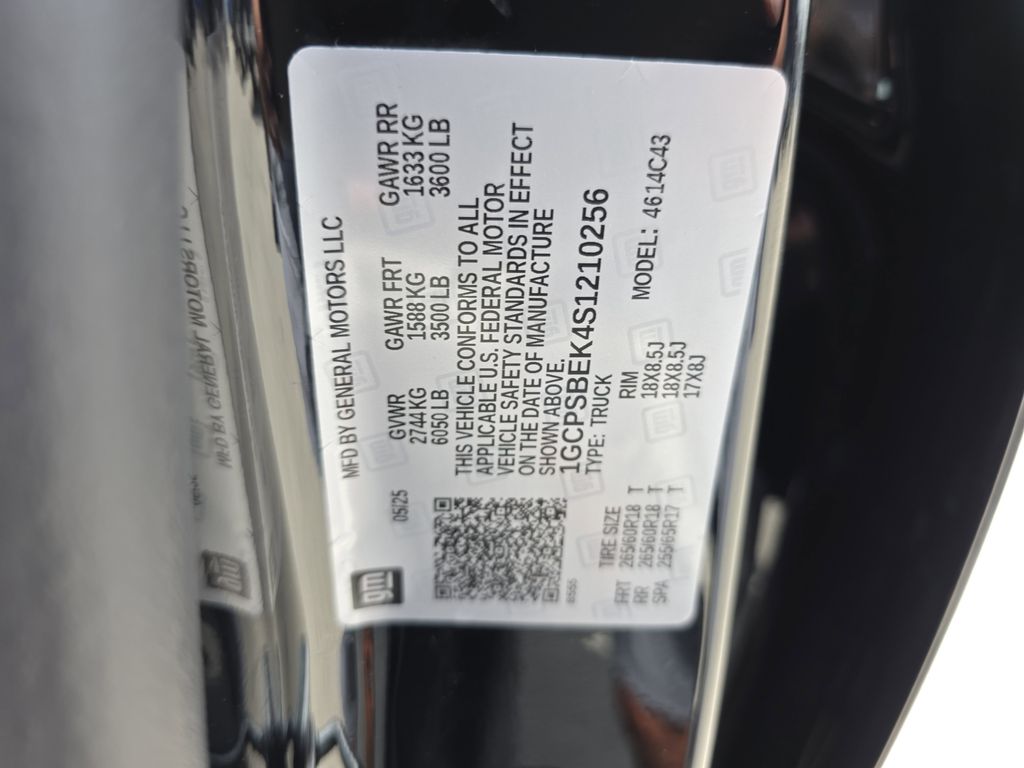 gm
MFD BY GENERAL MOTORS LLC
05/25
GVWR GAWR FRT GAWR RR
2744 KG 1588 KG 1633 KG
6050 LB 3500 LB 3600 LB
THIS VEHICLE CONFORMS TO ALL
APPLICABLE U.S. FEDERAL MOTOR
VEHICLE SAFETY STANDARDS IN EFFECT
ON THE DATE OF MANUFACTURE
SHOWN ABOVE.
1GCPSBEK4S1210256
TYPE: TRUCK
TIRE SIZE RIM MODEL: 4614C43
FRT 265/60R18 T 18X8.5J
RR 265/60R18 T 18X8.5J
SPA 255/65R17 T 17X8J